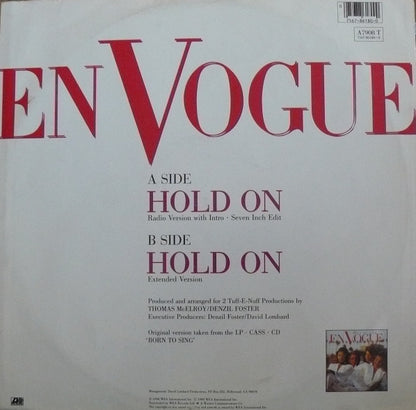 A7908 T
EN VOGUE
A SIDE
HOLD ON
Radio Version with Intro · Seven Inch Edit
B SIDE
HOLD ON
Extended Version
Produced and arranged for 2 Tuff-E-Nuff Productions by
THOMAS McELROY/DENZIL FOSTER
Executive Producers: Denzil Foster/David Lombard
Original version taken from the LP · CASS · CD
'BORN TO SING'
EN VOGUE